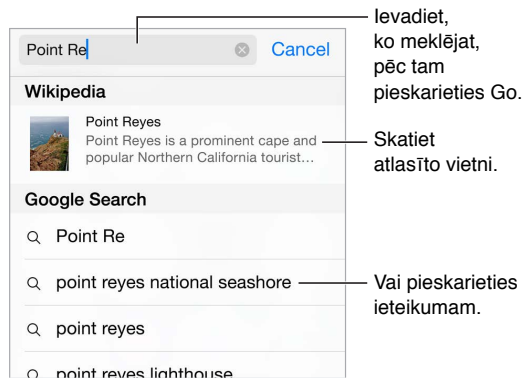 Point Re
Cancel
Ievadiet,
ko meklējat,
pēc tam
pieskarieties Go.
Wikipedia
Point Reyes
Point Reyes is a prominent cape and
popular Northern California tourist…
Skatiet
atlasīto vietni.
Google Search
Point Re
point reyes national seashore
Vai pieskarieties
ieteikumam.
point reyes
point reyes lighthouse